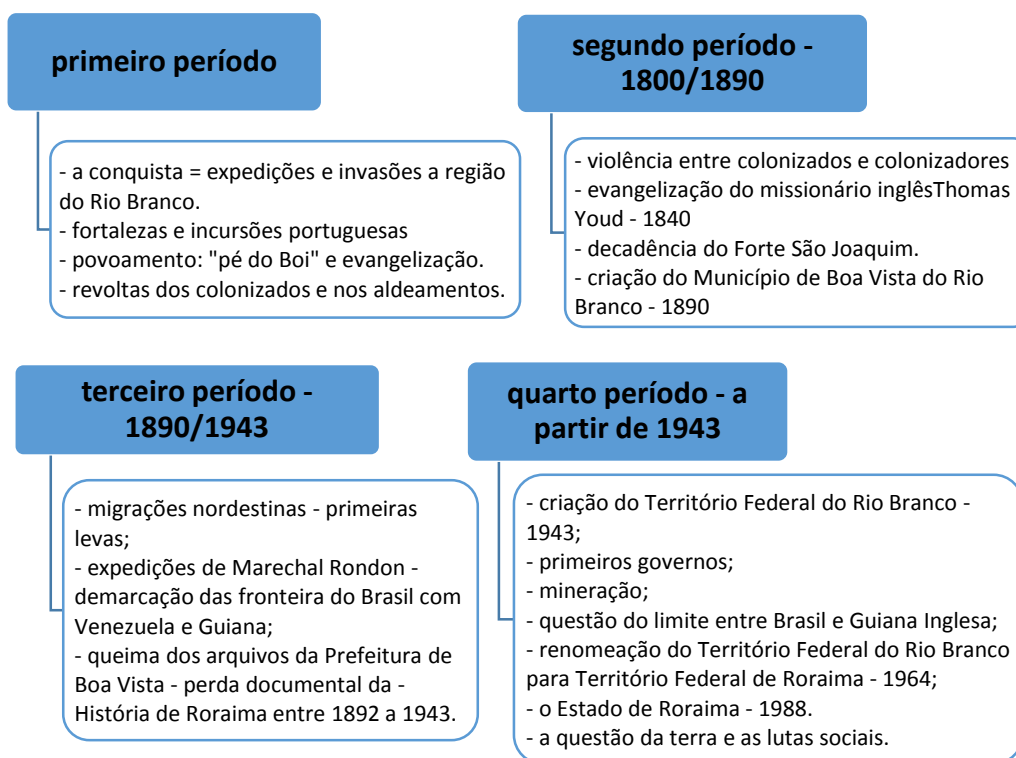 primeiro período
- a conquista = expedições e invasões a região
do Rio Branco.
- fortalezas e incursões portuguesas
- povoamento: "pé do Boi" e evangelização.
- revoltas dos colonizados e nos aldeamentos.
segundo período -
1800/1890
- violência entre colonizados e colonizadores
- evangelização do missionário inglêsThomas
Youd - 1840
- decadência do Forte São Joaquim.
- criação do Município de Boa Vista do Rio
Branco - 1890
terceiro período -
1890/1943
- migrações nordestinas - primeiras
levas;
- expedições de Marechal Rondon -
demarcação das fronteira do Brasil com
Venezuela e Guiana;
- queima dos arquivos da Prefeitura de
Boa Vista - perda documental da -
História de Roraima entre 1892 a 1943.
quarto período - a
partir de 1943
- criação do Território Federal do Rio Branco -
1943;
- primeiros governos;
- mineração;
- questão do limite entre Brasil e Guiana Inglesa;
- renomeação do Território Federal do Rio Branco
para Território Federal de Roraima - 1964;
- o Estado de Roraima - 1988.
- a questão da terra e as lutas sociais.